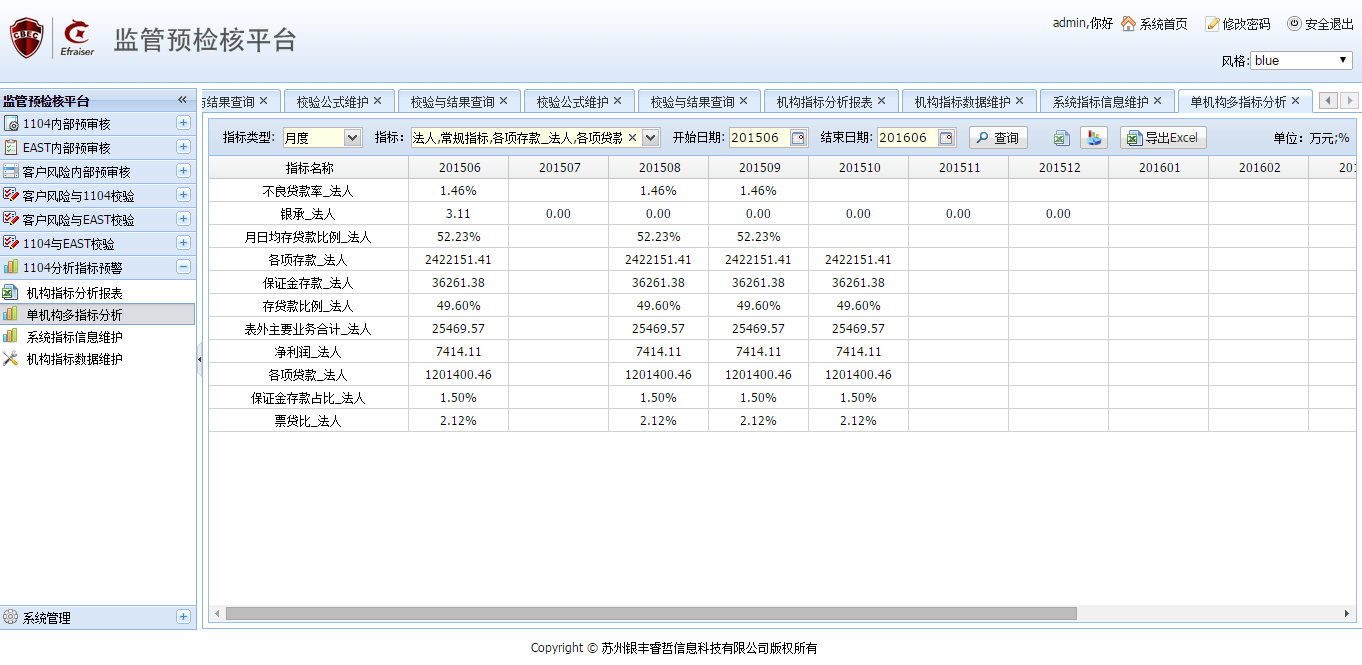 CBEC Efraiser 监管预检核平台
admin,你好 系统首页 修改密码 安全退出
风格: blue
监管预检核平台
1104内部预审核
EAST内部预审核
客户风险内部预审核
客户风险与1104校验
客户风险与EAST校验
1104与EAST校验
1104分析指标预警
机构指标分析报表
单机构多指标分析
系统指标信息维护
机构指标数据维护
系统管理
与结果查询 校验公式维护 校验与结果查询 校验公式维护 校验与结果查询 机构指标分析报表 机构指标数据维护 系统指标信息维护 单机构多指标分析
指标类型: 月度 指标: 法人,常规指标,各项存款_法人,各项贷款 开始日期: 201506 结束日期: 201606 查询 导出Excel 单位：万元;%
指标名称 201506 201507 201508 201509 201510 201511 201512 201601 201602 201
不良贷款率_法人 1.46% 1.46% 1.46%
银承_法人 3.11 0.00 0.00 0.00 0.00 0.00 0.00
月日均存贷款比例_法人 52.23% 52.23% 52.23%
各项存款_法人 2422151.41 2422151.41 2422151.41 2422151.41
保证金存款_法人 36261.38 36261.38 36261.38 36261.38
存贷款比例_法人 49.60% 49.60% 49.60% 49.60%
表外主要业务合计_法人 25469.57 25469.57 25469.57 25469.57
净利润_法人 7414.11 7414.11 7414.11 7414.11
各项贷款_法人 1201400.46 1201400.46 1201400.46 1201400.46
保证金存款占比_法人 1.50% 1.50% 1.50% 1.50%
票贷比_法人 2.12% 2.12% 2.12% 2.12%
Copyright © 苏州银丰睿哲信息科技有限公司版权所有